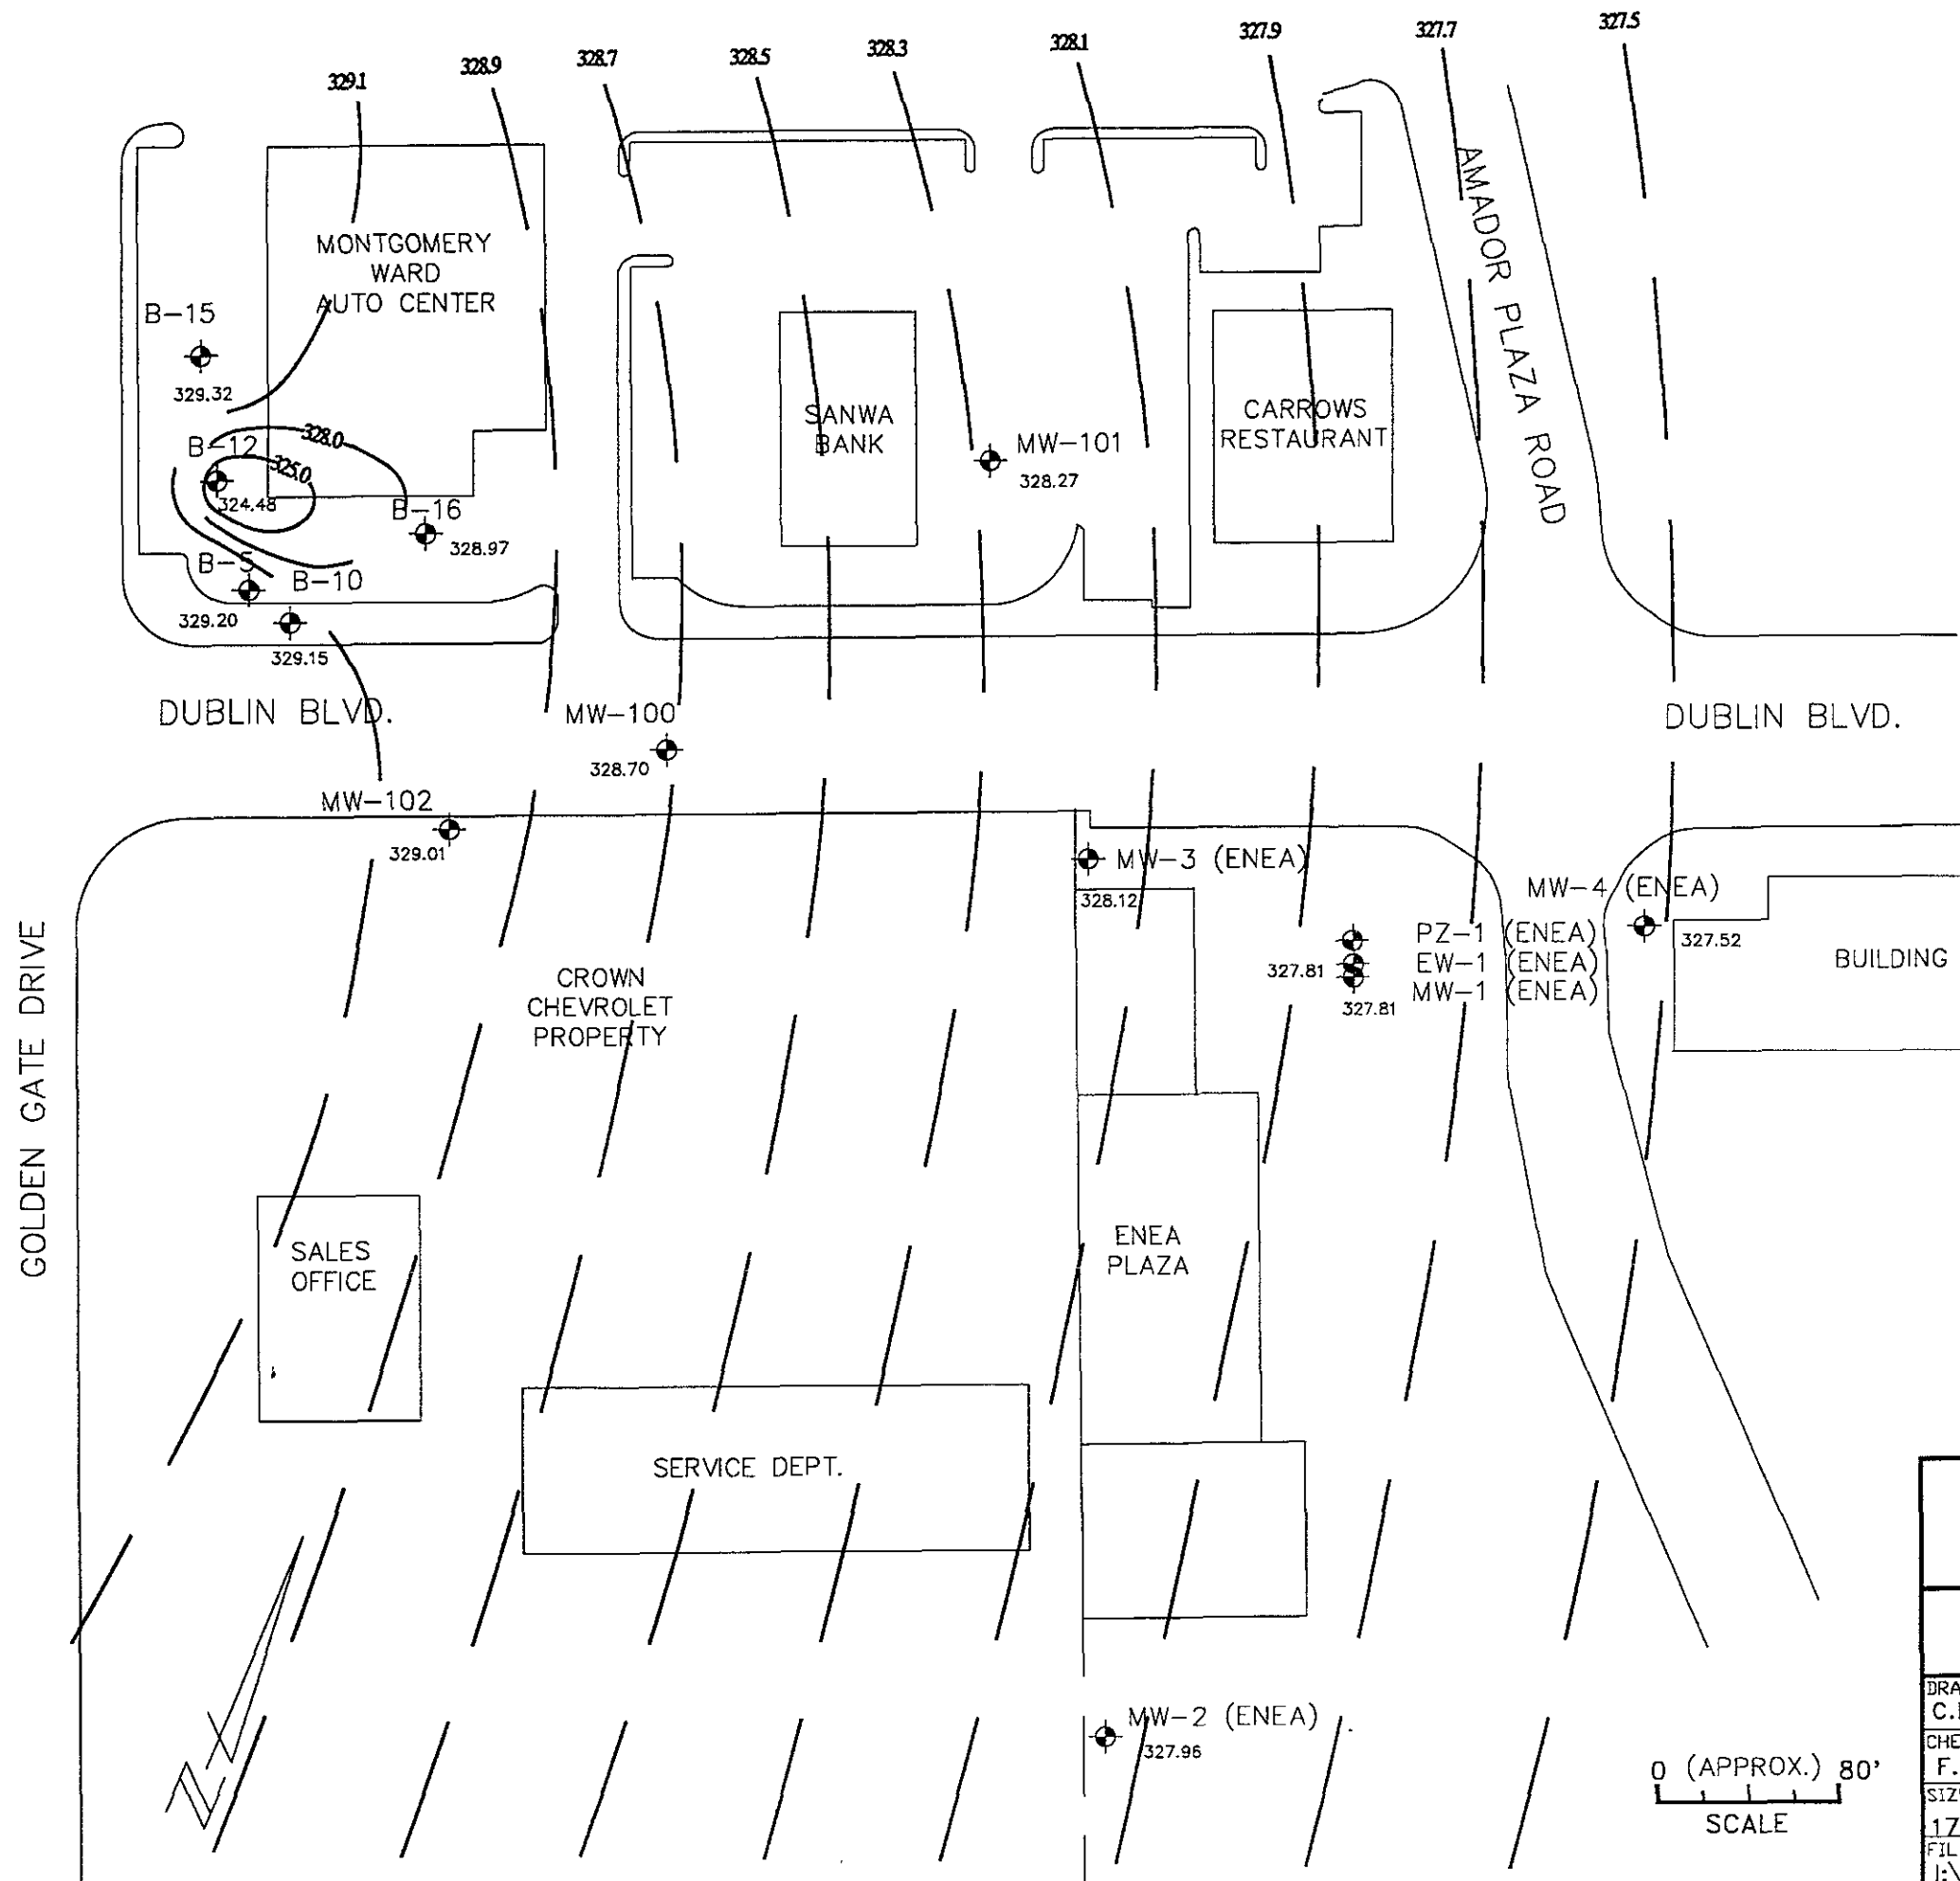 329.1
328.9
328.7
328.5
328.3
328.1
327.9
327.7
327.5
AMADOR PLAZA ROAD
MONTGOMERY
WARD
AUTO CENTER
B-15
329.32
B-12
328.0
325.0
324.48
B-16
328.97
B-5
329.20
B-10
329.15
SANWA
BANK
MW-101
328.27
CARROWS
RESTAURANT
DUBLIN BLVD.
MW-100
328.70
DUBLIN BLVD.
MW-102
329.01
MW-3 (ENEA)
328.12
MW-4 (ENEA)
327.52
PZ-1 (ENEA)
EW-1 (ENEA)
MW-1 (ENEA)
327.81
327.81
BUILDING
GOLDEN GATE DRIVE
CROWN
CHEVROLET
PROPERTY
SALES
OFFICE
ENEA
PLAZA
SERVICE DEPT.
MW-2 (ENEA)
327.96
0 (APPROX.) 80'
SCALE
N
DRA
C.
CHE
F.
SIZ
17
FIL
J:\